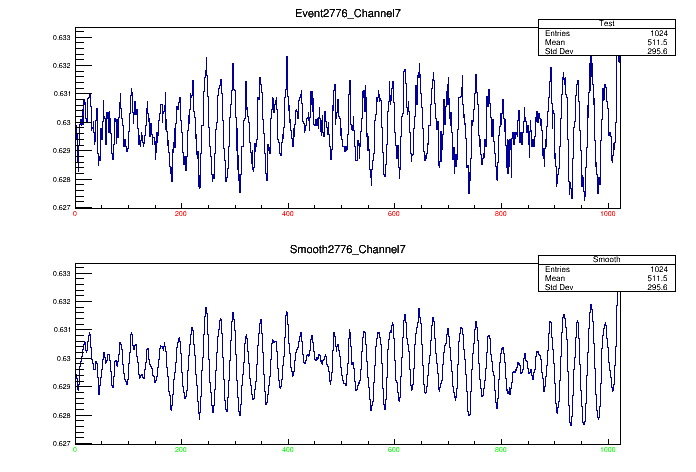 Event2776_Channel7
Test
Entries 1024
Mean 511.5
Std Dev 295.6
0.633
0.632
0.631
0.63
0.629
0.628
0.627
0 200 400 600 800 1000
Smooth2776_Channel7
Smooth
Entries 1024
Mean 511.5
Std Dev 295.6
0.633
0.632
0.631
0.63
0.629
0.628
0.627
0 200 400 600 800 1000